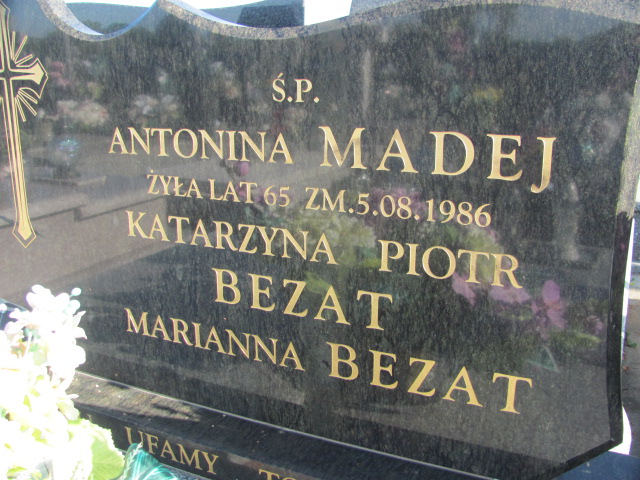 Ś.P.
ANTONINA MADEJ
ŻYŁA LAT 65 ZM.5.08.1986
KATARZYNA PIOTR
BEZAT
MARIANNA BEZAT
UFAMY